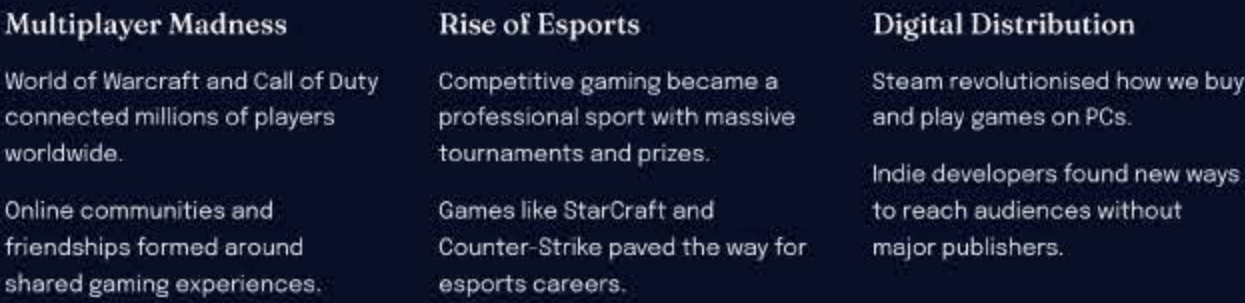 Multiplayer Madness
World of Warcraft and Call of Duty
connected millions of players
worldwide.
Online communities and
friendships formed around
shared gaming experiences.
Rise of Esports
Competitive gaming became a
professional sport with massive
tournaments and prizes.
Games like StarCraft and
Counter-Strike paved the way for
esports careers.
Digital Distribution
Steam revolutionised how we buy
and play games on PCs.
Indie developers found new ways
to reach audiences without
major publishers.